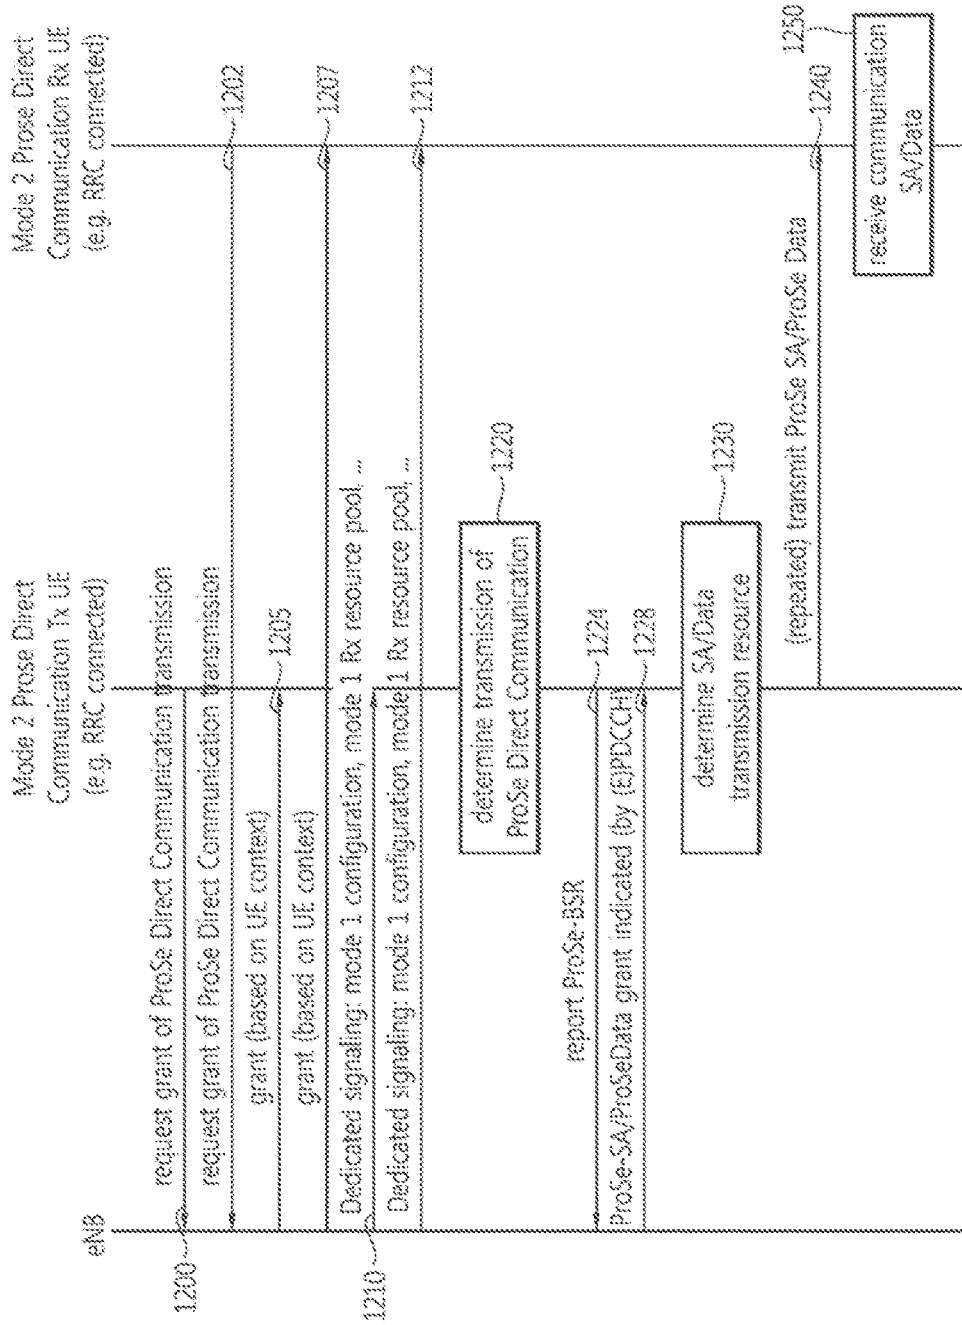 eNB
Mode 2 Prose Direct
Communication Tx UE
(e.g. RRC connected)
Mode 2 Prose Direct
Communication Rx UE
(e.g. RRC connected)
1200
request grant of ProSe Direct Communication transmission
request grant of ProSe Direct Communication transmission
1202
grant (based on UE context)
1205
grant (based on UE context)
1207
Dedicated signaling: mode 1 configuration, mode 1 Rx resource pool, ...
1210
Dedicated signaling: mode 1 configuration, mode 1 Rx resource pool, ...
1212
determine transmission of
ProSe Direct Communication
1220
report ProSe-BSR
1224
ProSe-SA/ProSeData grant indicated (by (E)PDCCH)
1228
determine SA/Data
transmission resource
1230
(repeated) transmit ProSe SA/ProSe Data
1240
receive communication
SA/Data
1250